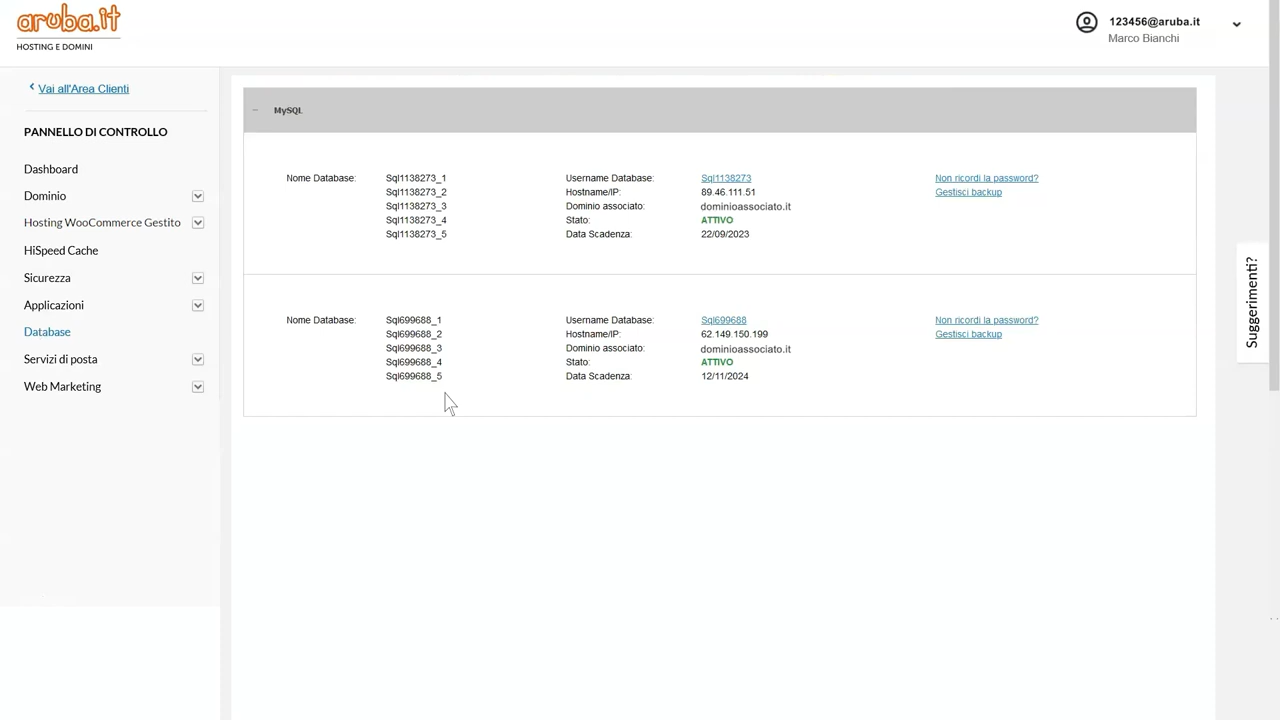 aruba.it
HOSTING E DOMINI
123456@aruba.it
Marco Bianchi
Vai all'Area Clienti
PANNELLO DI CONTROLLO
Dashboard
Dominio
Hosting WooCommerce Gestito
HiSpeed Cache
Sicurezza
Applicazioni
Database
Servizi di posta
Web Marketing
MySQL
Nome Database: Sql1138273_1 Username Database: Sql1138273 Non ricordi la password?
Sql1138273_2 Hostname/IP: 89.46.111.51 Gestisci backup
Sql1138273_3 Dominio associato: dominioassociato.it
Sql1138273_4 Stato: ATTIVO
Sql1138273_5 Data Scadenza: 22/09/2023
Nome Database: Sql699688_1 Username Database: Sql699688 Non ricordi la password?
Sql699688_2 Hostname/IP: 62.149.150.199 Gestisci backup
Sql699688_3 Dominio associato: dominioassociato.it
Sql699688_4 Stato: ATTIVO
Sql699688_5 Data Scadenza: 12/11/2024
Suggerimenti?